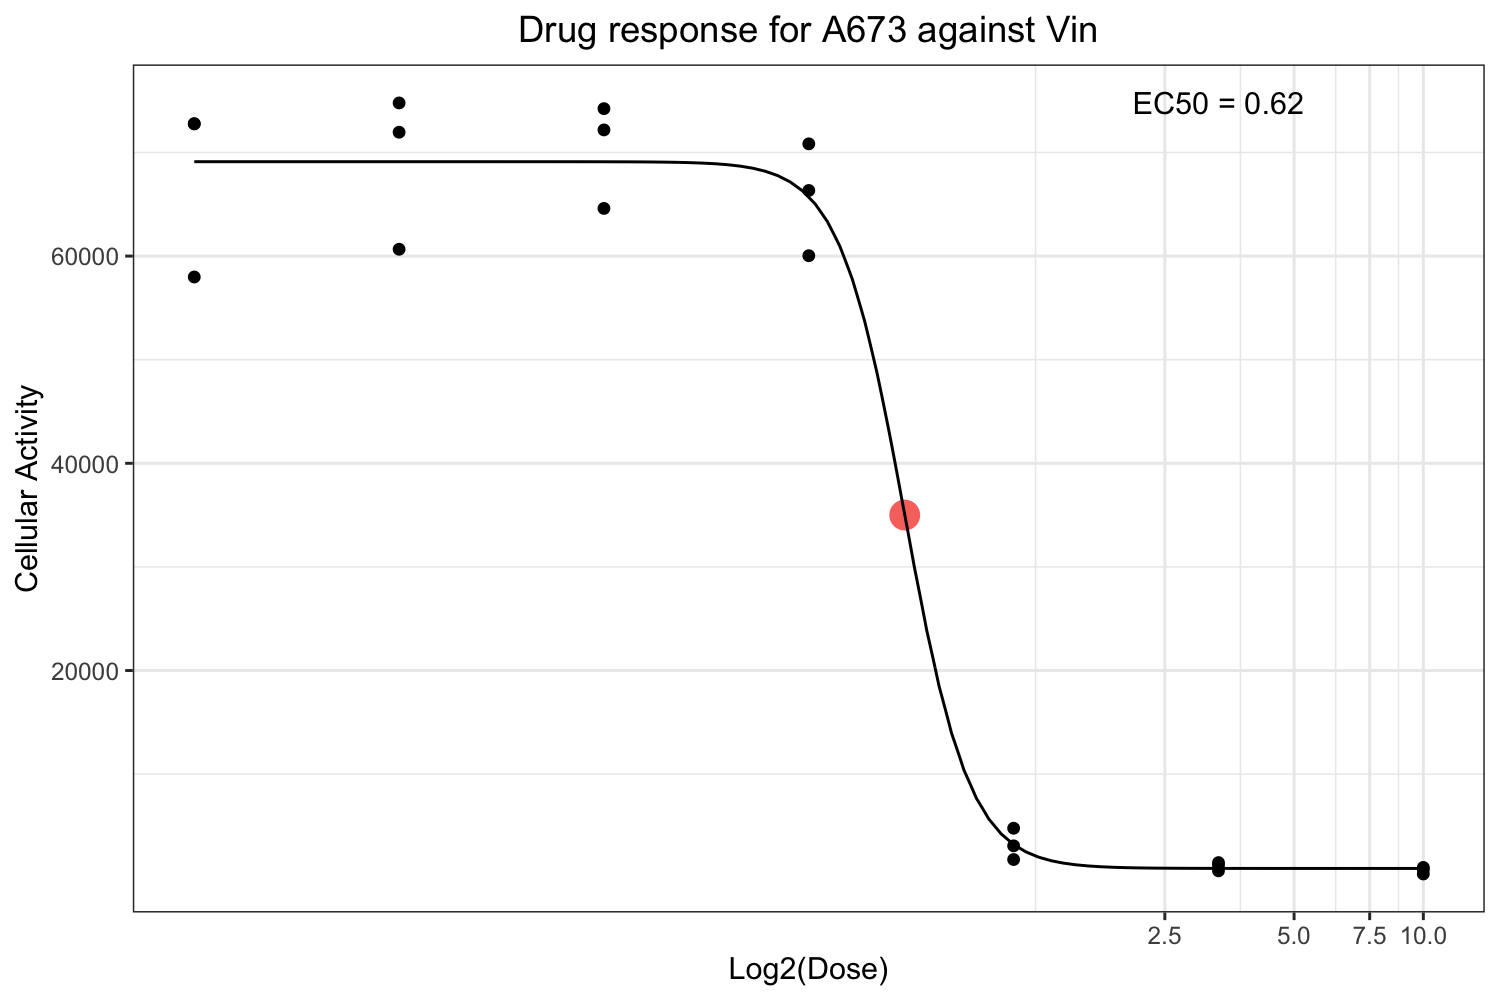 Drug response for A673 against Vin
EC50 = 0.62
60000
40000
20000
Cellular Activity
2.5 5.0 7.5 10.0
Log2(Dose)